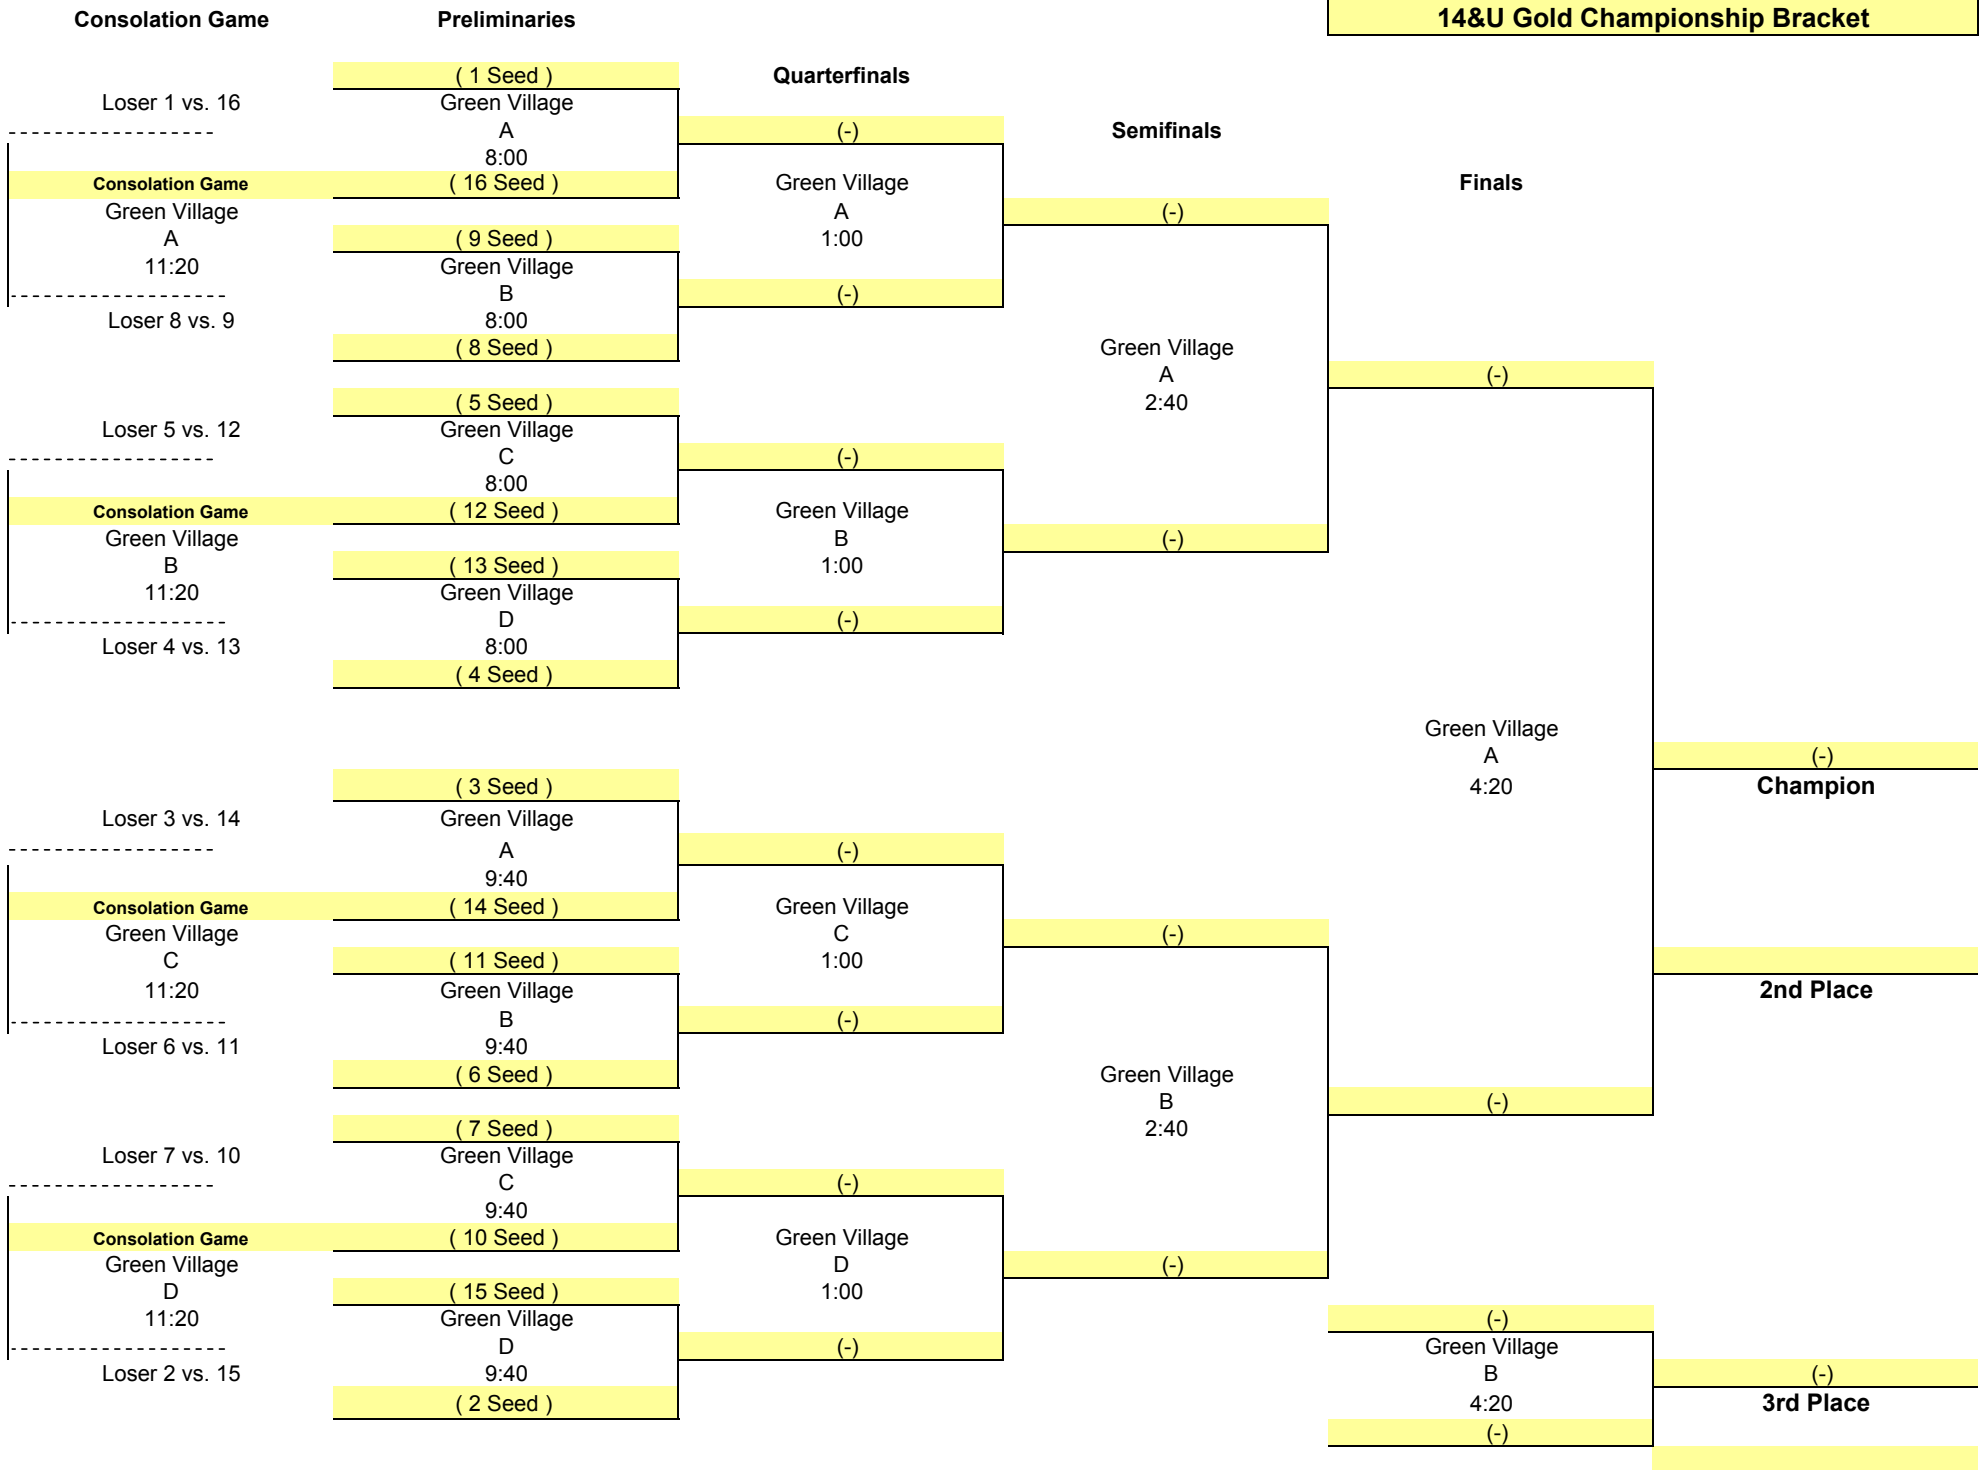 14&U Gold Championship Bracket
Consolation Game
Preliminaries
Quarterfinals
Semifinals
Finals
Loser 1 vs. 16
- - - - - - - - - - - - - - - - - -
Consolation Game
Green Village
A
11:20
- - - - - - - - - - - - - - - - - - -
Loser 8 vs. 9
Loser 5 vs. 12
- - - - - - - - - - - - - - - - - -
Consolation Game
Green Village
B
11:20
- - - - - - - - - - - - - - - - - - -
Loser 4 vs. 13
Loser 3 vs. 14
- - - - - - - - - - - - - - - - - -
Consolation Game
Green Village
C
11:20
- - - - - - - - - - - - - - - - - - -
Loser 6 vs. 11
Loser 7 vs. 10
- - - - - - - - - - - - - - - - - -
Consolation Game
Green Village
D
11:20
- - - - - - - - - - - - - - - - - - -
Loser 2 vs. 15
( 1 Seed )
Green Village
A
8:00
( 16 Seed )
( 9 Seed )
Green Village
B
8:00
( 8 Seed )
( 5 Seed )
Green Village
C
8:00
( 12 Seed )
( 13 Seed )
Green Village
D
8:00
( 4 Seed )
( 3 Seed )
Green Village
A
9:40
( 14 Seed )
( 11 Seed )
Green Village
B
9:40
( 6 Seed )
( 7 Seed )
Green Village
C
9:40
( 10 Seed )
( 15 Seed )
Green Village
D
9:40
( 2 Seed )
(-)
Green Village
A
1:00
(-)
(-)
Green Village
B
1:00
(-)
(-)
Green Village
C
1:00
(-)
(-)
Green Village
D
1:00
(-)
(-)
Green Village
A
2:40
(-)
(-)
Green Village
B
2:40
(-)
(-)
Green Village
A
4:20
(-)
(-)
Champion
2nd Place
(-)
Green Village
B
4:20
(-)
(-)
3rd Place